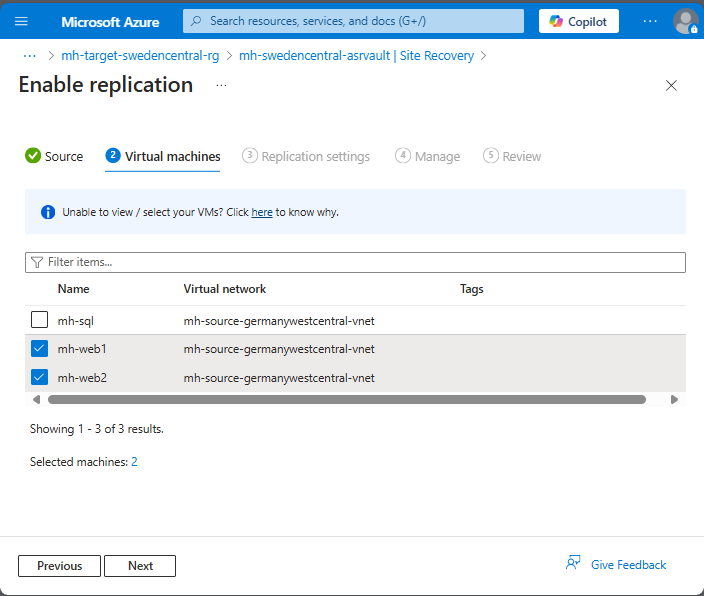 Microsoft Azure
Search resources, services, and docs (G+/)
Copilot
...
... > mh-target-swedencentral-rg > mh-swedencentral-asrvault | Site Recovery >
Enable replication ...
Source
2 Virtual machines
3 Replication settings
4 Manage
5 Review
Unable to view / select your VMs? Click here to know why.
Filter items...
Name Virtual network Tags
mh-sql mh-source-germanywestcentral-vnet
mh-web1 mh-source-germanywestcentral-vnet
mh-web2 mh-source-germanywestcentral-vnet
Showing 1 - 3 of 3 results.
Selected machines: 2
Previous Next Give Feedback